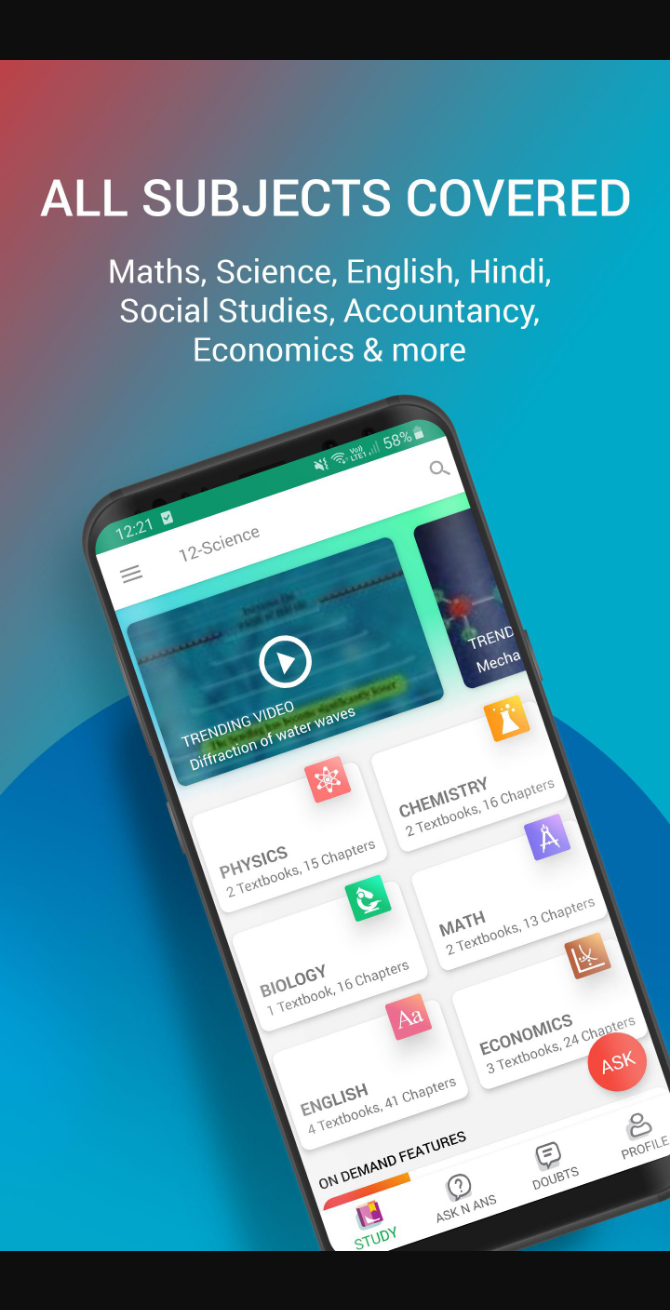 ALL SUBJECTS COVERED
Maths, Science, English, Hindi,
Social Studies, Accountancy,
Economics & more
12:21
58%
12-Science
TRENDING VIDEO
Diffraction of water waves
TREND
Mecha
PHYSICS
2 Textbooks, 15 Chapters
CHEMISTRY
2 Textbooks, 16 Chapters
BIOLOGY
1 Textbook, 16 Chapters
MATH
2 Textbooks, 13 Chapters
Aa
ENGLISH
4 Textbooks, 41 Chapters
ECONOMICS
3 Textbooks, 24 Chapters
ASK
ON DEMAND FEATURES
STUDY
ASK N ANS
DOUBTS
PROFILE